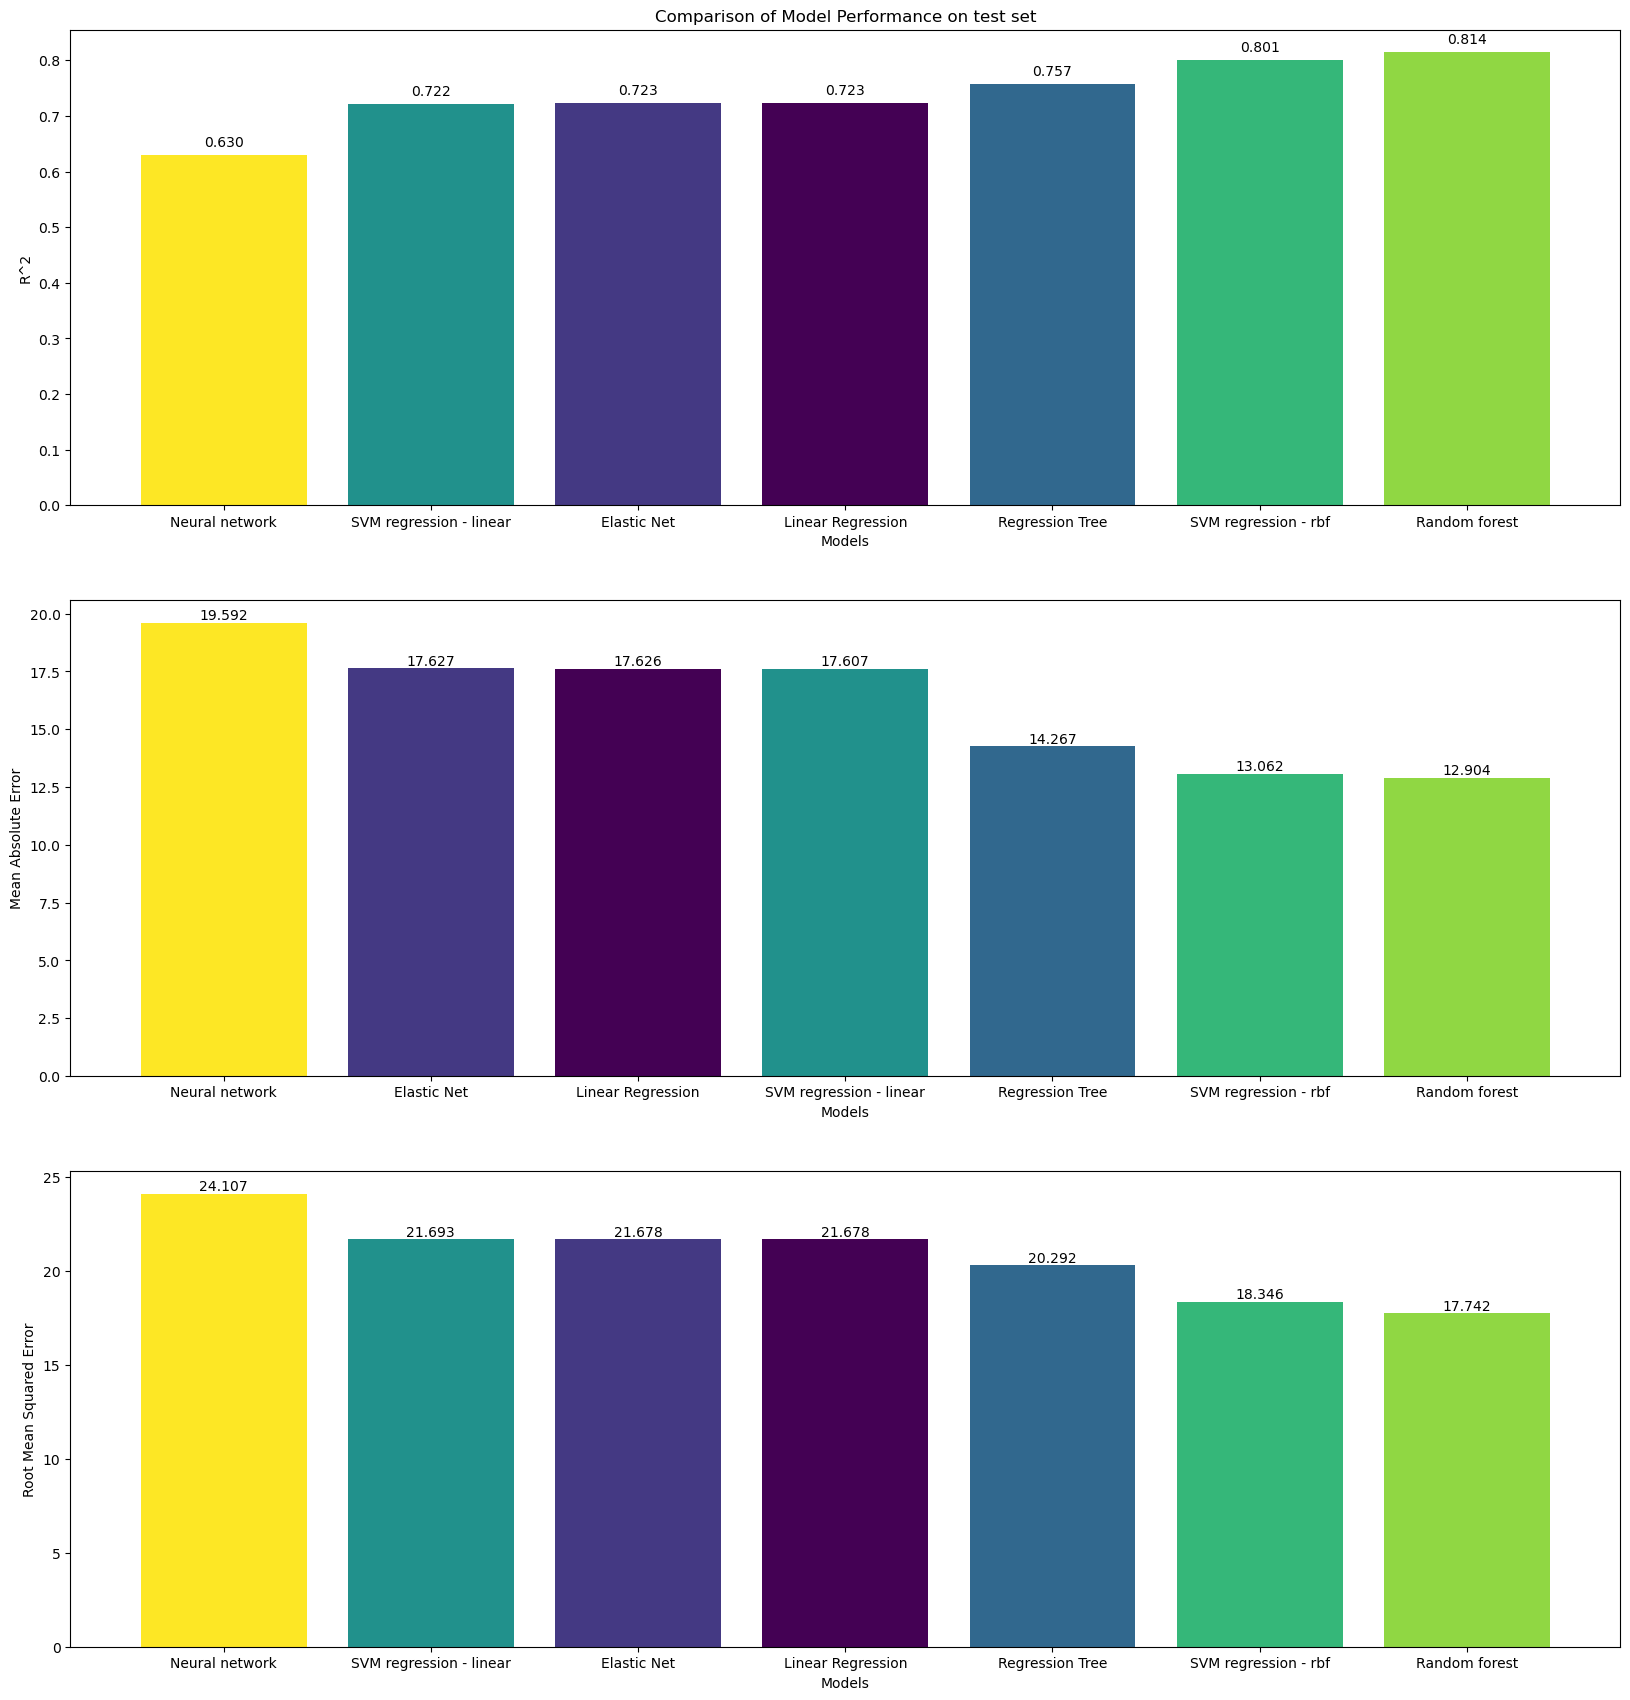 Comparison of Model Performance on test set
0.630
0.722
0.723
0.723
0.757
0.801
0.814
0.8
0.7
0.6
0.5
0.4
0.3
0.2
0.1
0.0
R^2
Neural network
SVM regression - linear
Elastic Net
Linear Regression
Regression Tree
SVM regression - rbf
Random forest
Models
19.592
17.627
17.626
17.607
14.267
13.062
12.904
20.0
17.5
15.0
12.5
10.0
7.5
5.0
2.5
0.0
Mean Absolute Error
Neural network
Elastic Net
Linear Regression
SVM regression - linear
Regression Tree
SVM regression - rbf
Random forest
Models
24.107
21.693
21.678
21.678
20.292
18.346
17.742
25
20
15
10
5
0
Root Mean Squared Error
Neural network
SVM regression - linear
Elastic Net
Linear Regression
Regression Tree
SVM regression - rbf
Random forest
Models